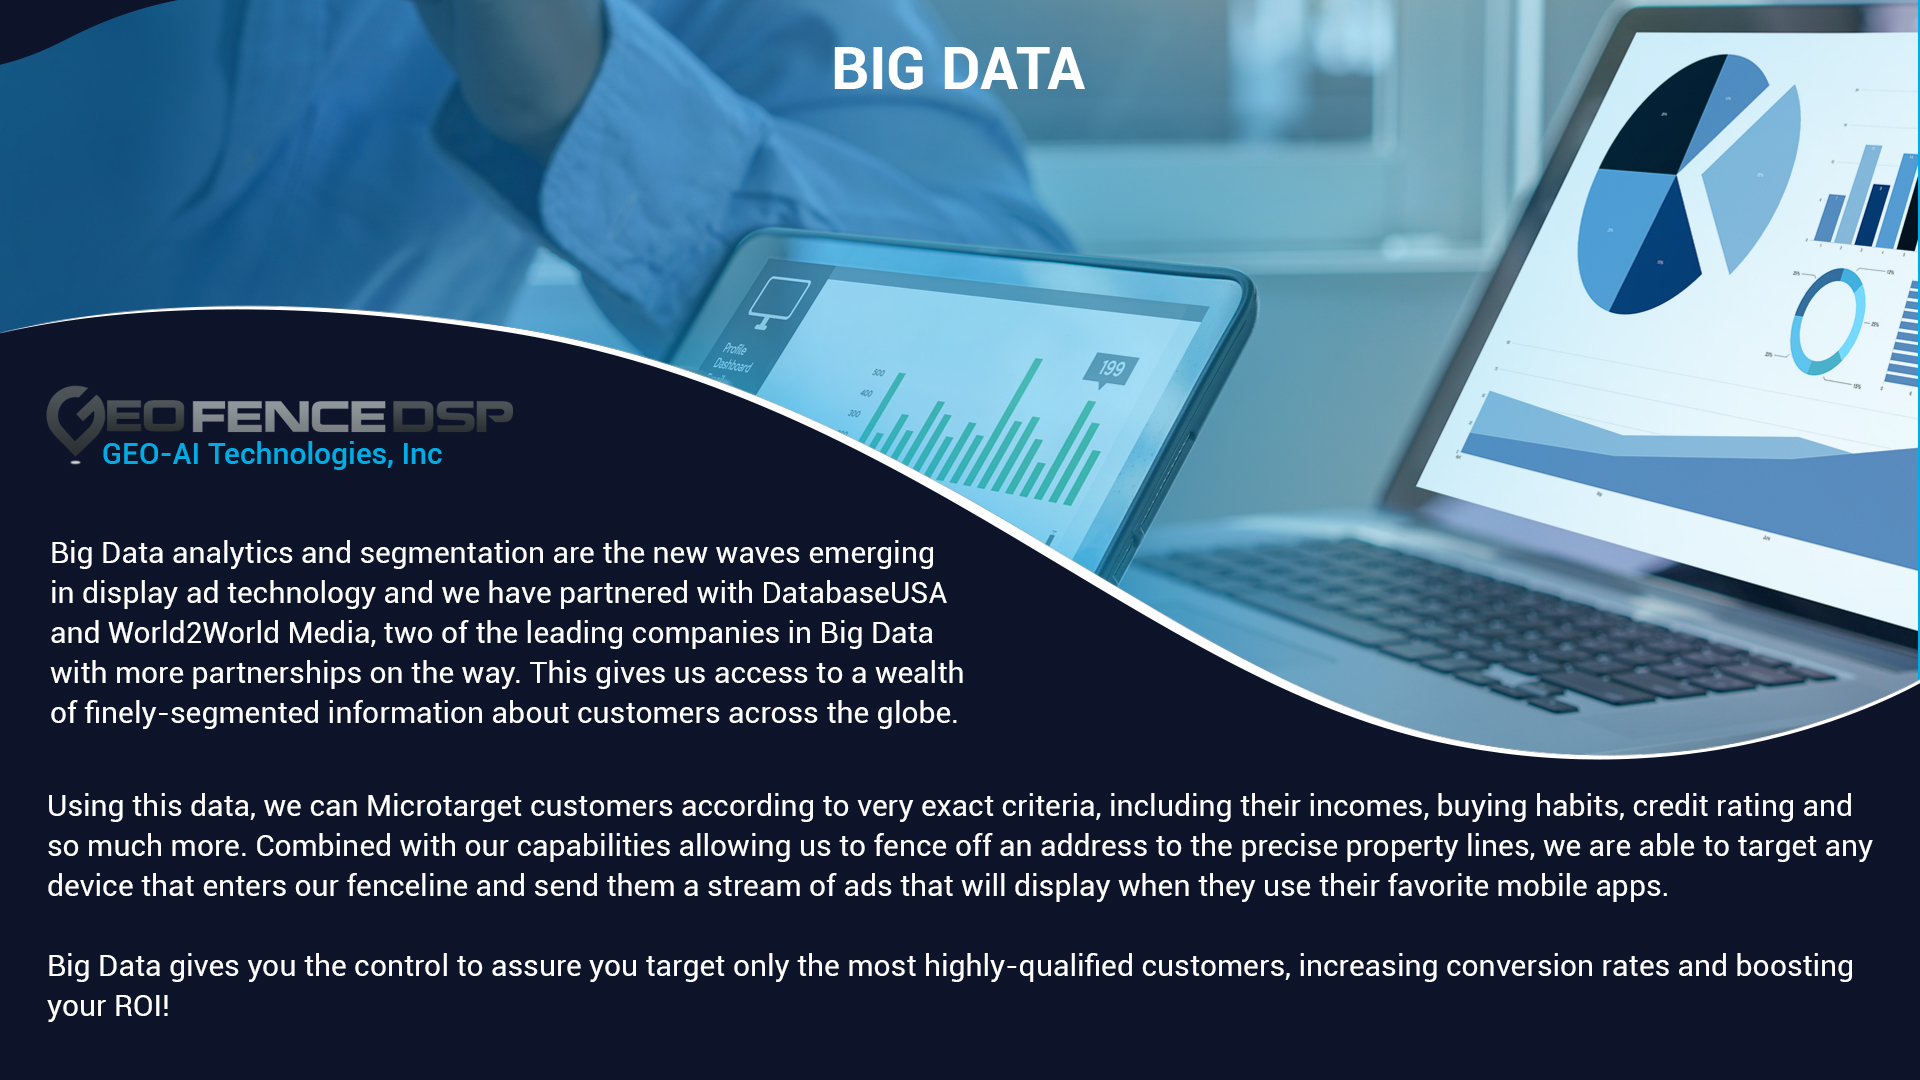 BIG DATA
Profile
Dashboard
500
400
300
199
GEOFENCEDSP
GEO-AI Technologies, Inc
Big Data analytics and segmentation are the new waves emerging
in display ad technology and we have partnered with DatabaseUSA
and World2World Media, two of the leading companies in Big Data
with more partnerships on the way. This gives us access to a wealth
of finely-segmented information about customers across the globe.
Using this data, we can Microtarget customers according to very exact criteria, including their incomes, buying habits, credit rating and
so much more. Combined with our capabilities allowing us to fence off an address to the precise property lines, we are able to target any
device that enters our fenceline and send them a stream of ads that will display when they use their favorite mobile apps.
Big Data gives you the control to assure you target only the most highly-qualified customers, increasing conversion rates and boosting
your ROI!